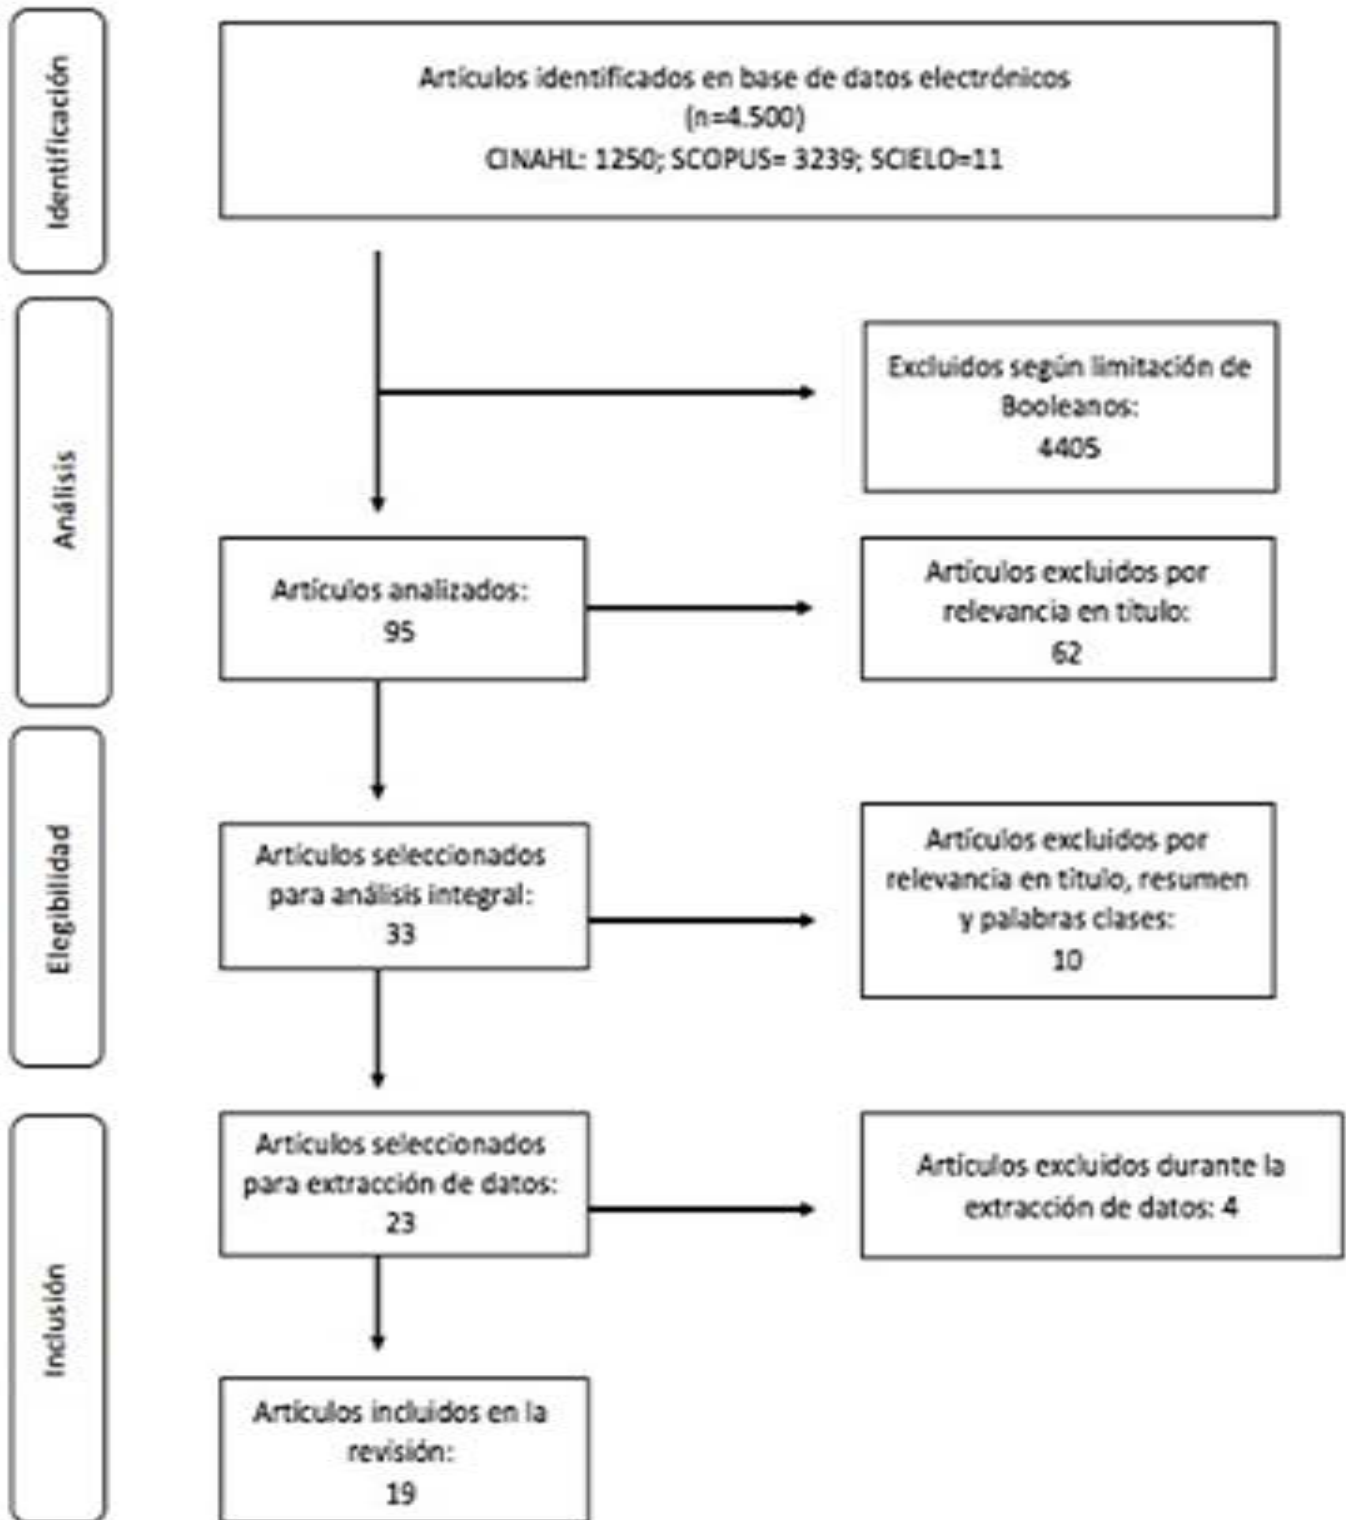 Identificación
Artículos identificados en base de datos electrónicos
(n=4.500)
CINAHL: 1250; SCOPUS= 3239; SCIELO=11
Análisis
Excluidos según limitación de
Booleanos:
4405
Artículos analizados:
95
Artículos excluidos por
relevancia en título:
62
Elegibilidad
Artículos seleccionados
para análisis integral:
33
Artículos excluidos por
relevancia en título, resumen
y palabras clases:
10
Inclusión
Artículos seleccionados
para extracción de datos:
23
Artículos excluidos durante la
extracción de datos: 4
Artículos incluidos en la
revisión:
19